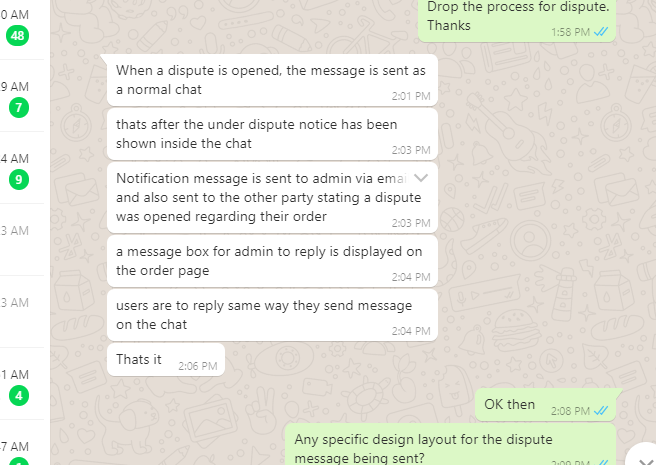 0 AM
48
Drop the process for dispute.
Thanks
1:58 PM
When a dispute is opened, the message is sent as
a normal chat
2:01 PM
9 AM
7
thats after the under dispute notice has been
shown inside the chat
2:03 PM
4 AM
9
Notification message is sent to admin via
and also sent to the other party stating a dispute
was opened regarding their order
2:03 PM
3 AM
a message box for admin to reply is displayed on
the order page
2:04 PM
3 AM
users are to reply same way they send message
on the chat
2:04 PM
Thats it
2:06 PM
1 AM
4
OK then
2:08 PM
7 AM
Any specific design layout for the dispute
message being sent?
2:09 PM